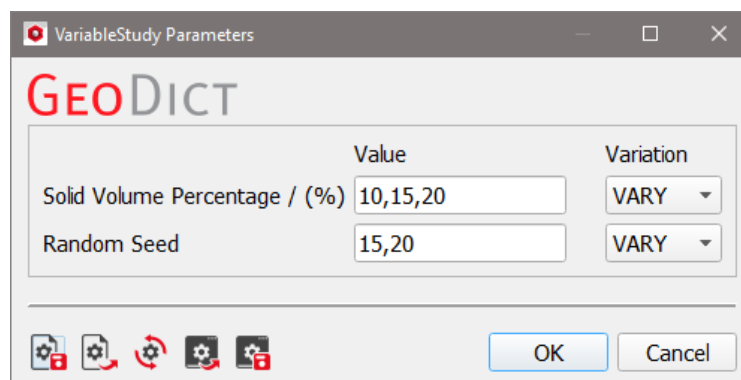 VariableStudy Parameters
GEODICT
Value Variation
Solid Volume Percentage / (%) 10,15,20 VARY
Random Seed 15,20 VARY
OK Cancel